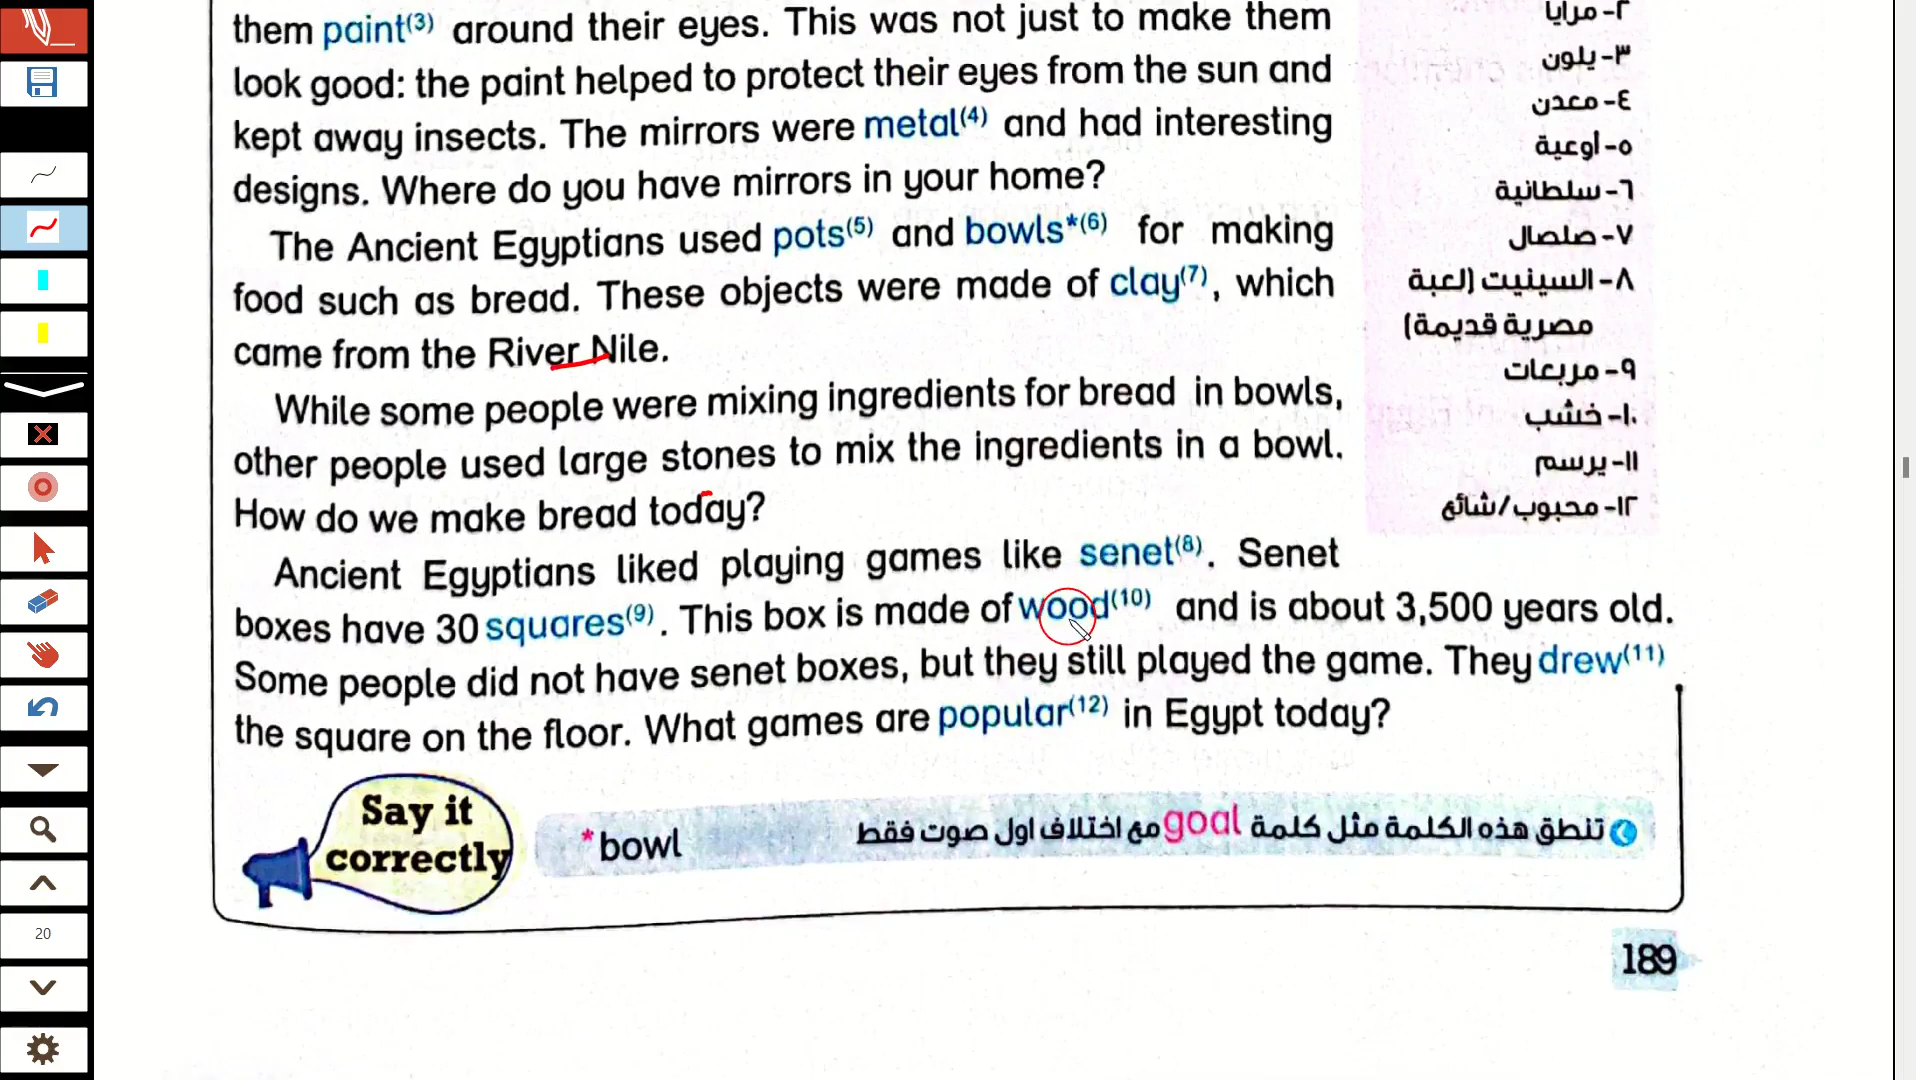 them paint(3) around their eyes. This was not just to make them
look good: the paint helped to protect their eyes from the sun and
kept away insects. The mirrors were metal(4) and had interesting
designs. Where do you have mirrors in your home?
The Ancient Egyptians used pots(5) and bowls*(6) for making
food such as bread. These objects were made of clay(7), which
came from the River Nile.
While some people were mixing ingredients for bread in bowls,
other people used large stones to mix the ingredients in a bowl.
How do we make bread today?
Ancient Egyptians liked playing games like senet(8). Senet
boxes have 30 squares(9). This box is made of wood(10) and is about 3,500 years old.
Some people did not have senet boxes, but they still played the game. They drew(11)
the square on the floor. What games are popular(12) in Egypt today?
٢- مرايا
٣- يلون
٤- معدن
٥- أوعية
٦- سلطانية
٧- صلصال
٨- السينيت (لعبة
مصرية قديمة)
٩- مربعات
١٠- خشب
١١- يرسم
١٢- محبوب/شائع
Say it
correctly
*bowl
تنطق هذه الكلمة مثل كلمة goal مع اختلاف اول صوت فقط
189
20